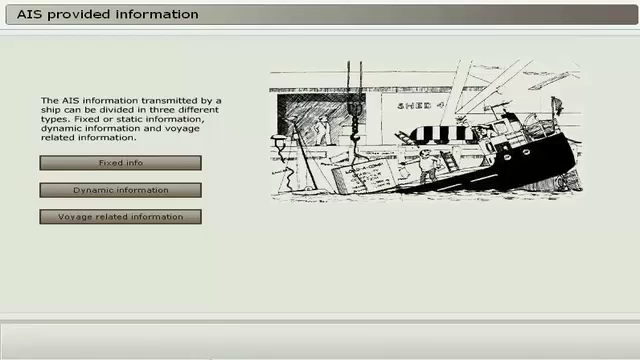 AIS provided information
The AIS information transmitted by a
ship can be divided in three different
types. Fixed or static information,
dynamic information and voyage
related information.
Fixed info
Dynamic information
Voyage related information
SHED 4